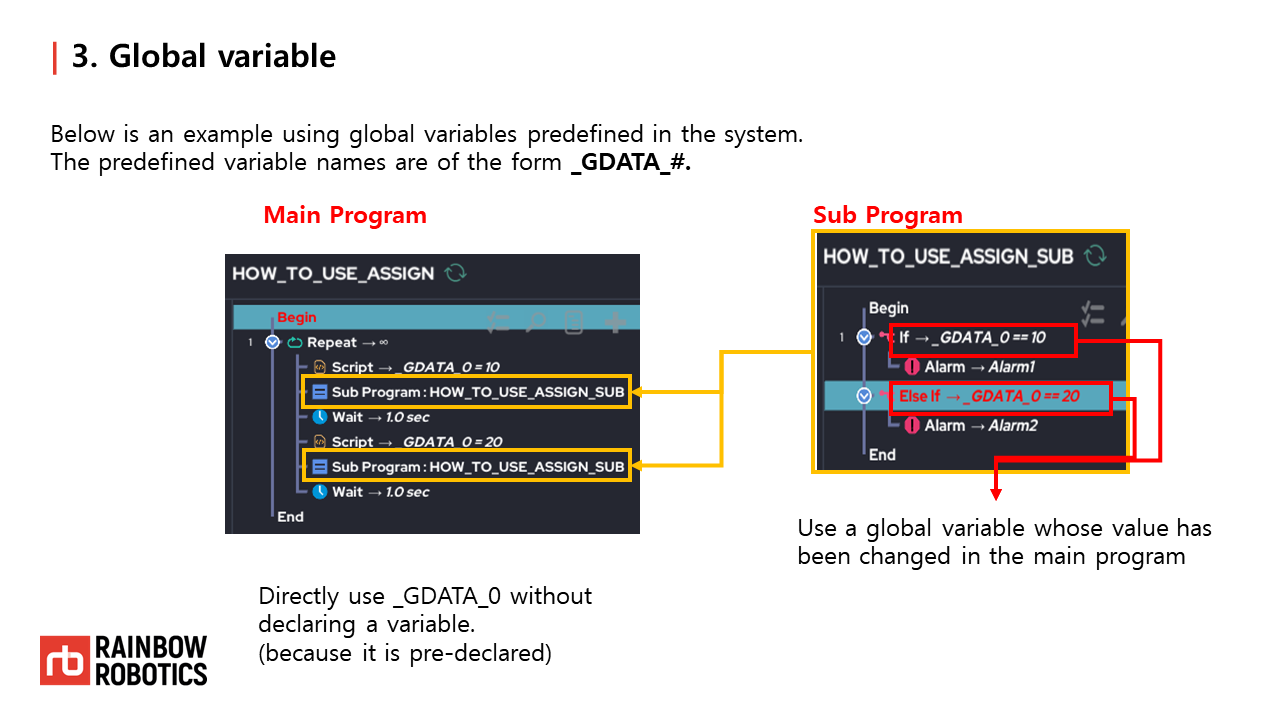 3. Global variable
Below is an example using global variables predefined in the system.
The predefined variable names are of the form _GDATA_#.
Main Program
HOW_TO_USE_ASSIGN
Begin
1 Repeat → ∞
Script → _GDATA_0 = 10
Sub Program : HOW_TO_USE_ASSIGN_SUB
Wait → 1.0 sec
Script → _GDATA_0 = 20
Sub Program : HOW_TO_USE_ASSIGN_SUB
Wait → 1.0 sec
End
Directly use _GDATA_0 without
declaring a variable.
(because it is pre-declared)
Sub Program
HOW_TO_USE_ASSIGN_SUB
Begin
1 If → _GDATA_0 == 10
Alarm → Alarm1
Else If → _GDATA_0 == 20
Alarm → Alarm2
End
Use a global variable whose value has
been changed in the main program
rb RAINBOW
ROBOTICS